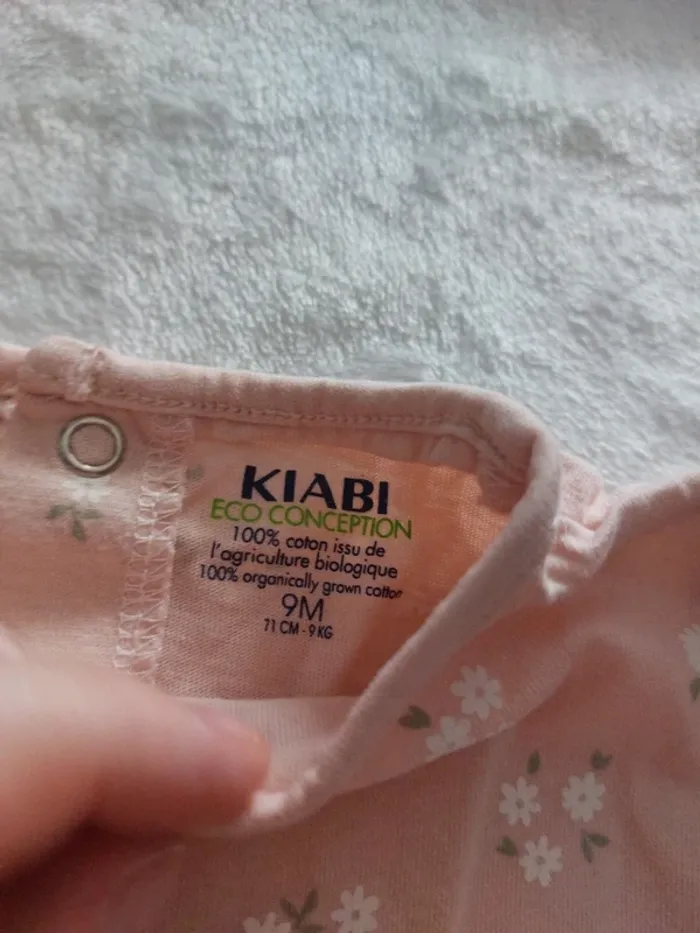 KIABI
ECO CONCEPTION
100% coton issu de
l'agriculture biologique
100% organically grown cotton
9M
71 CM - 9 KG